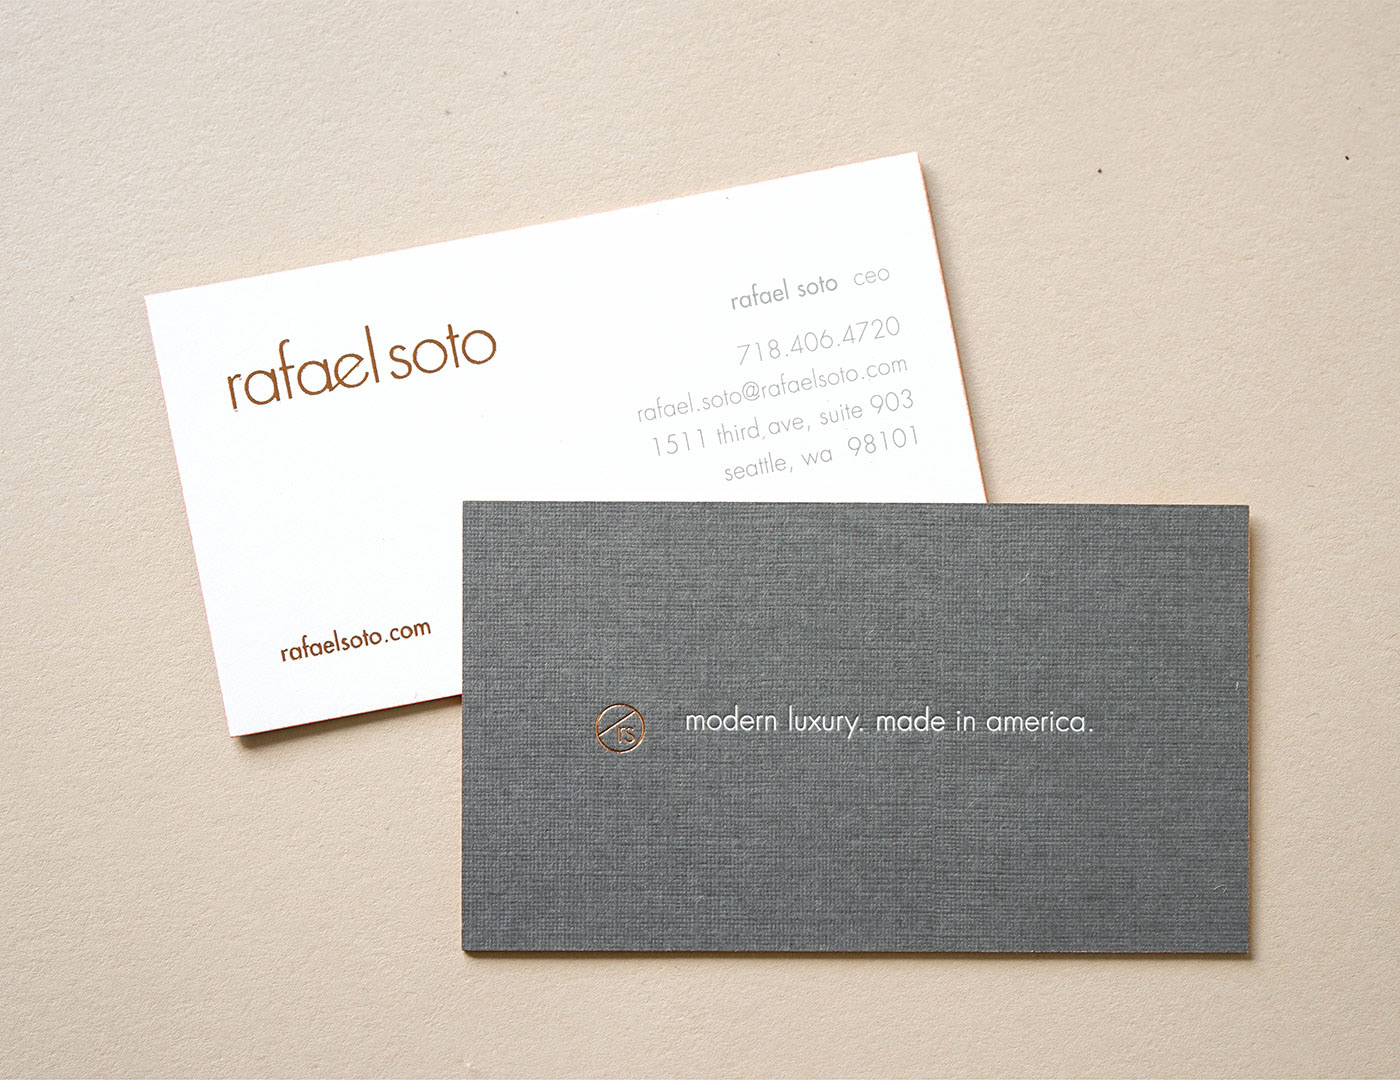 rafael soto
rafael soto ceo
718.406.4720
rafael.soto@rafaelsoto.com
1511 third ave, suite 903
seattle, wa 98101
rafaelsoto.com
rs
modern luxury. made in america.